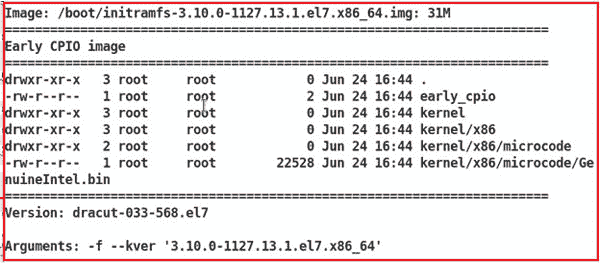 Image: /boot/initramfs-3.10.0-1127.13.1.el7.x86_64.img: 31M
========================================================================
Early CPIO image
========================================================================
drwxr-xr-x   3 root     root            0 Jun 24 16:44 .
-rw-r--r--   1 root     root            2 Jun 24 16:44 early_cpio
drwxr-xr-x   3 root     root            0 Jun 24 16:44 kernel
drwxr-xr-x   3 root     root            0 Jun 24 16:44 kernel/x86
drwxr-xr-x   2 root     root            0 Jun 24 16:44 kernel/x86/microcode
-rw-r--r--   1 root     root        22528 Jun 24 16:44 kernel/x86/microcode/Ge
nuineIntel.bin
========================================================================
Version: dracut-033-568.el7
Arguments: -f --kver '3.10.0-1127.13.1.el7.x86_64'